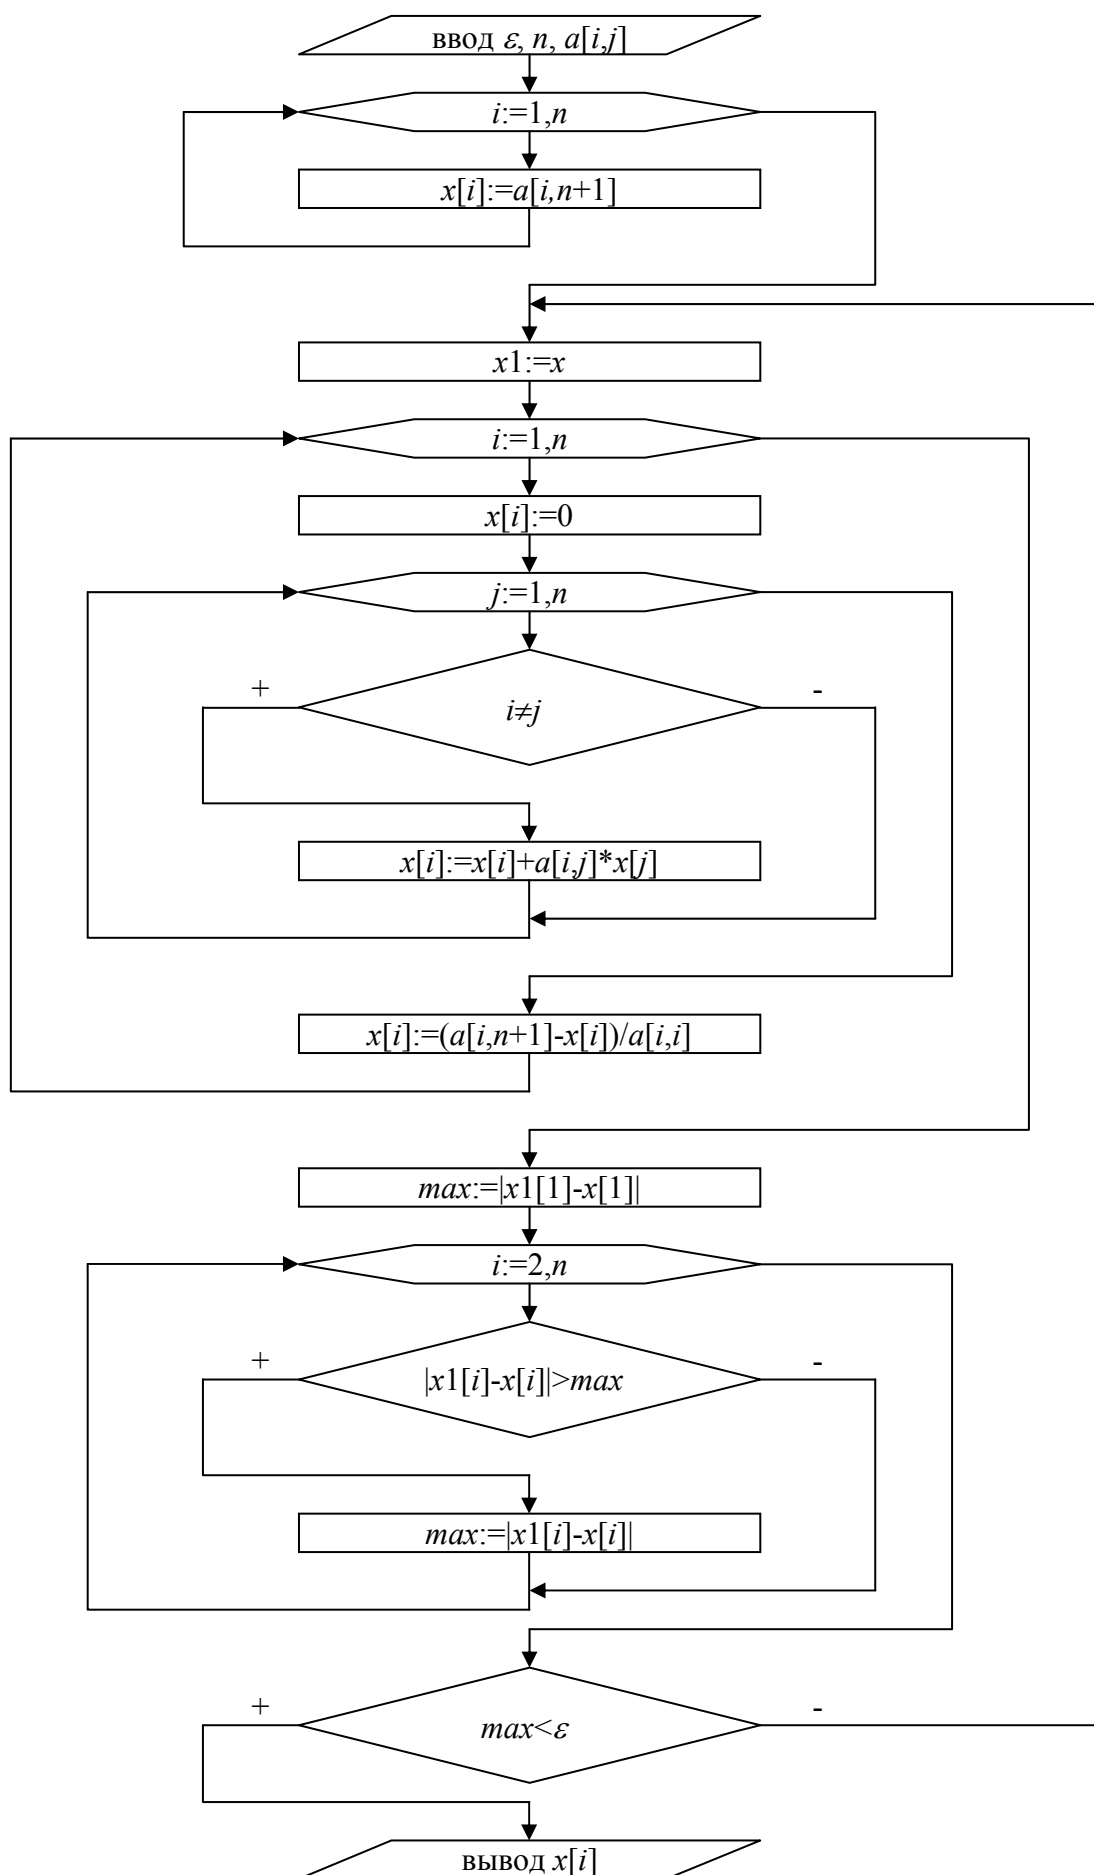 ввод ε, n, a[i,j]
i:=1,n
x[i]:=a[i,n+1]
x1:=x
i:=1,n
x[i]:=0
j:=1,n
+
-
i≠j
x[i]:=x[i]+a[i,j]*x[j]
x[i]:=(a[i,n+1]-x[i])/a[i,i]
max:=|x1[1]-x[1]|
i:=2,n
+
-
|x1[i]-x[i]|>max
max:=|x1[i]-x[i]|
+
-
max<ε
вывод x[i]